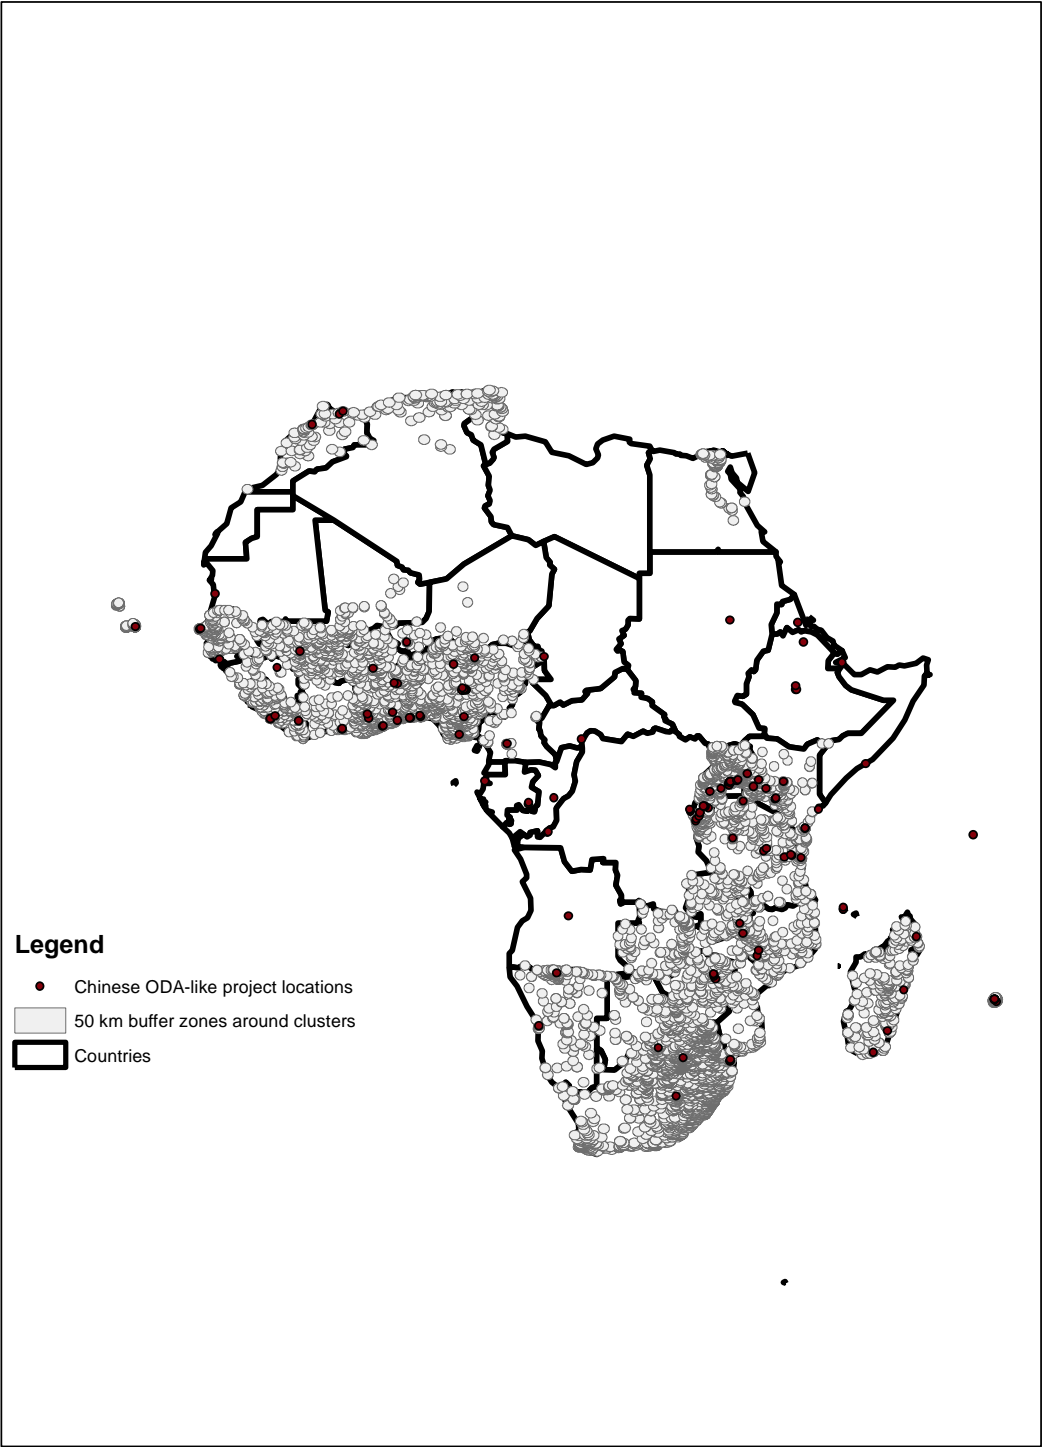 Legend
Chinese ODA-like project locations
50 km buffer zones around clusters
Countries